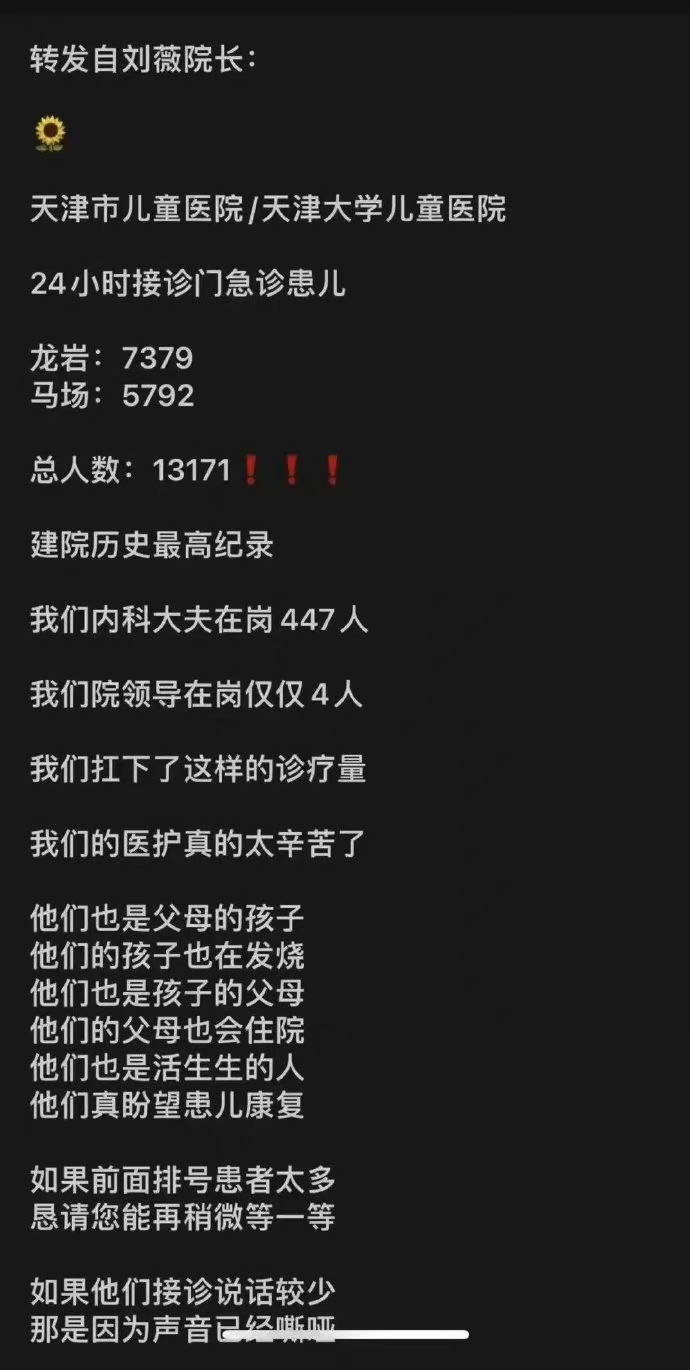 转发自刘薇院长：
🌻
天津市儿童医院/天津大学儿童医院
24小时接诊门急诊患儿
龙岩：7379
马场：5792
总人数：13171❗❗❗
建院历史最高纪录
我们内科大夫在岗447人
我们院领导在岗仅仅4人
我们扛下了这样的诊疗量
我们的医护真的太辛苦了
他们也是父母的孩子
他们的孩子也在发烧
他们也是孩子的父母
他们的父母也会住院
他们也是活生生的人
他们真盼望患儿康复
如果前面排号患者太多
恳请您能再稍微等一等
如果他们接诊说话较少
那是因为声音已经嘶哑